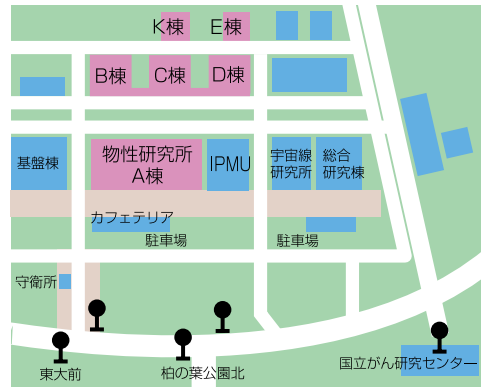 K棟
E棟
B棟
C棟
D棟
物性研究所
A棟
基盤棟
IPMU
宇宙線
研究所
総合
研究棟
カフェテリア
駐車場
駐車場
守衛所
東大前
柏の葉公園北
国立がん研究センター